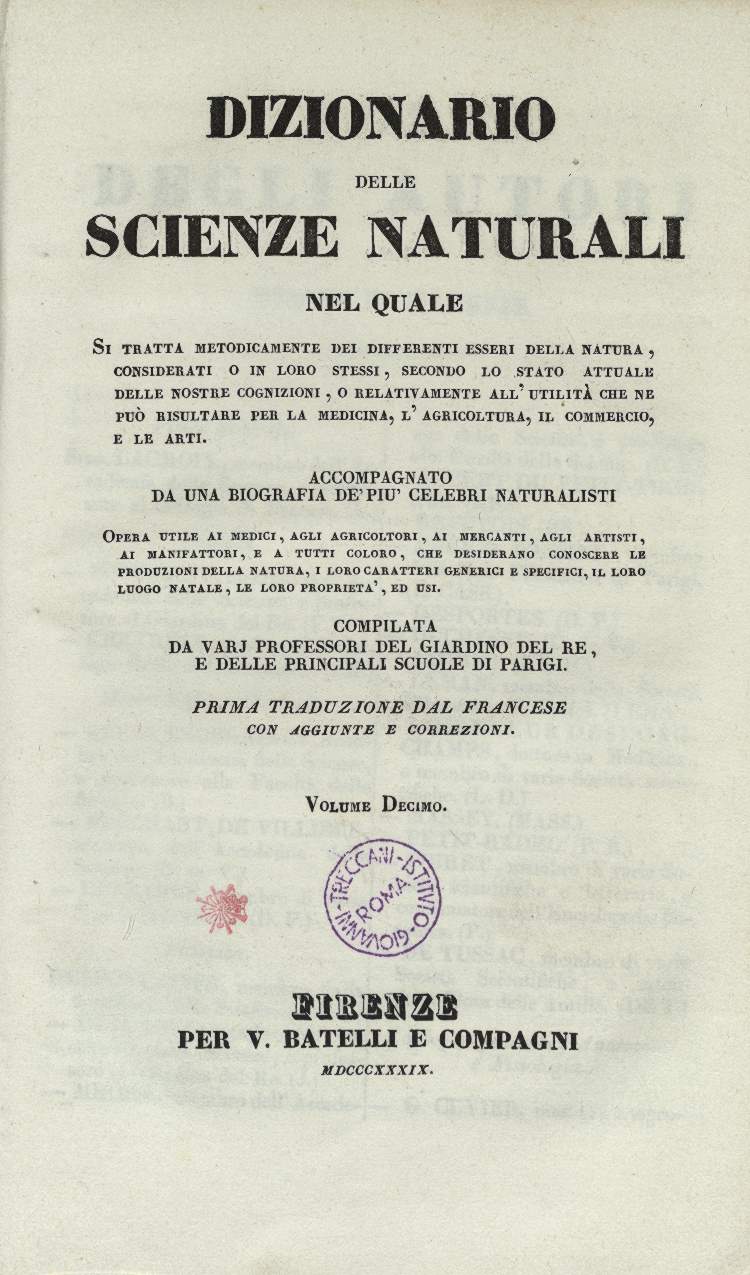 DIZIONARIO
DELLE
SCIENZE NATURALI
NEL QUALE
SI TRATTA METODICAMENTE DEI DIFFERENTI ESSERI DELLA NATURA,
CONSIDERATI O IN LORO STESSI, SECONDO LO STATO ATTUALE
DELLE NOSTRE COGNIZIONI, O RELATIVAMENTE ALL'UTILITÀ CHE NE
PUÒ RISULTARE PER LA MEDICINA, L'AGRICOLTURA, IL COMMERCIO,
E LE ARTI.
ACCOMPAGNATO
DA UNA BIOGRAFIA DE'PIU' CELEBRI NATURALISTI
OPERA UTILE AI MEDICI, AGLI AGRICOLTORI, AI MERCANTI, AGLI ARTISTI,
AI MANIFATTORI, E A TUTTI COLORO, CHE DESIDERANO CONOSCERE LE
PRODUZIONI DELLA NATURA, I LORO CARATTERI GENERICI E SPECIFICI, IL LORO
LUOGO NATALE, LE LORO PROPRIETA', ED USI.
COMPILATA
DA VARJ PROFESSORI DEL GIARDINO DEL RE,
E DELLE PRINCIPALI SCUOLE DI PARIGI.
PRIMA TRADUZIONE DAL FRANCESE
CON AGGIUNTE E CORREZIONI.
VOLUME DECIMO.
GIOVANNI-TRECCANI-ISTITUTO-
ROMA
FIRENZE
PER V. BATELLI E COMPAGNI
MDCCCXXXIX.